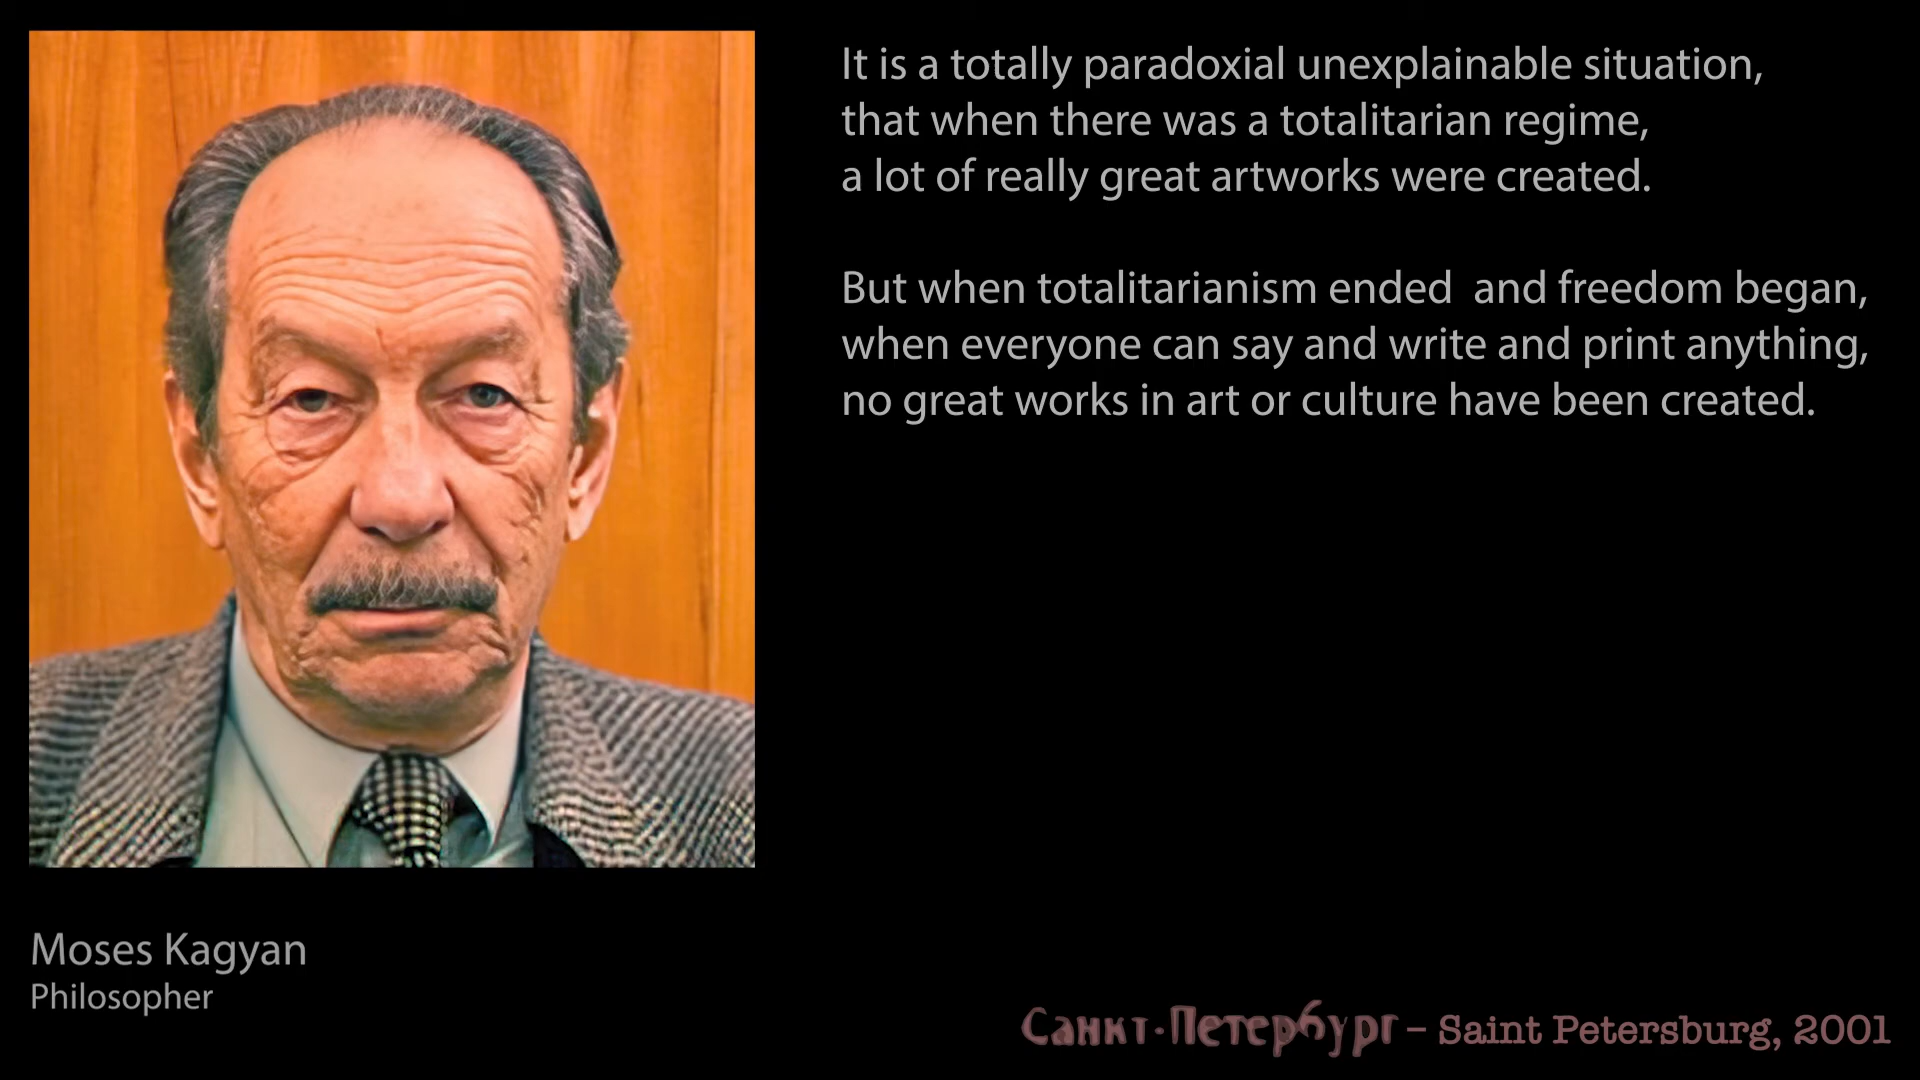 It is a totally paradoxial unexplainable situation,
that when there was a totalitarian regime,
a lot of really great artworks were created.
But when totalitarianism ended  and freedom began,
when everyone can say and write and print anything,
no great works in art or culture have been created.
Moses Kagyan
Philosopher
Санкт-Петербург – Saint Petersburg, 2001